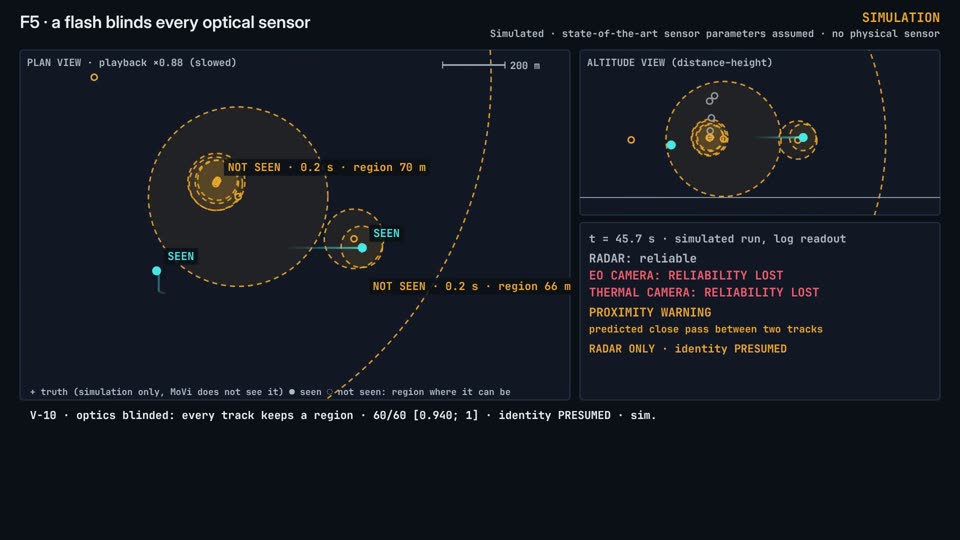 F5 · a flash blinds every optical sensor
SIMULATION
Simulated · state-of-the-art sensor parameters assumed · no physical sensor
PLAN VIEW · playback ×0.88 (slowed)
200 m
NOT SEEN · 0.2 s · region 70 m
SEEN
SEEN
NOT SEEN · 0.2 s · region 66 m
+ truth (simulation only, MoVi does not see it) ● seen ◌ not seen: region where it can be
ALTITUDE VIEW (distance-height)
t = 45.7 s · simulated run, log readout
RADAR: reliable
EO CAMERA: RELIABILITY LOST
THERMAL CAMERA: RELIABILITY LOST
PROXIMITY WARNING
predicted close pass between two tracks
RADAR ONLY · identity PRESUMED
V-10 · optics blinded: every track keeps a region · 60/60 [0.940; 1] · identity PRESUMED · sim.